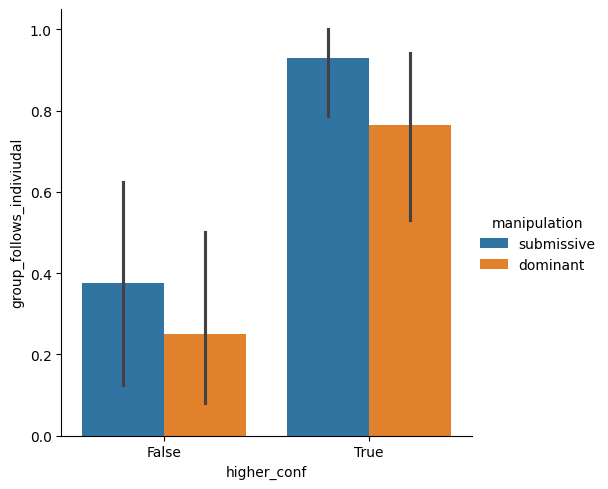 1.0
0.8
0.6
0.4
0.2
0.0
group_follows_indiviudal
False
True
higher_conf
manipulation
submissive
dominant